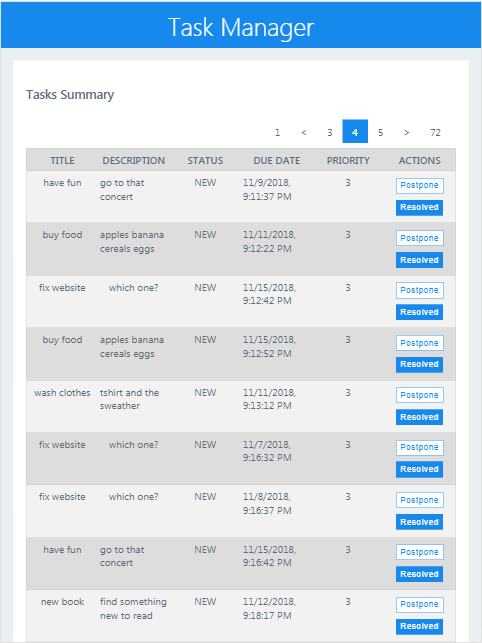 Task Manager
Tasks Summary
1 < 3 4 5 > 72
TITLE DESCRIPTION STATUS DUE DATE PRIORITY ACTIONS
have fun go to that NEW 11/9/2018, 3 Postpone
concert 9:11:37 PM
Resolved
buy food apples banana NEW 11/11/2018, 3 Postpone
cereals eggs 9:12:22 PM
Resolved
fix website which one? NEW 11/15/2018, 3 Postpone
9:12:42 PM
Resolved
buy food apples banana NEW 11/15/2018, 3 Postpone
cereals eggs 9:12:52 PM
Resolved
wash clothes tshirt and the NEW 11/11/2018, 3 Postpone
sweather 9:13:12 PM
Resolved
fix website which one? NEW 11/7/2018, 3 Postpone
9:16:32 PM
Resolved
fix website which one? NEW 11/8/2018, 3 Postpone
9:16:37 PM
Resolved
have fun go to that NEW 11/15/2018, 3 Postpone
concert 9:16:42 PM
Resolved
new book find something NEW 11/12/2018, 3 Postpone
new to read 9:18:17 PM
Resolved